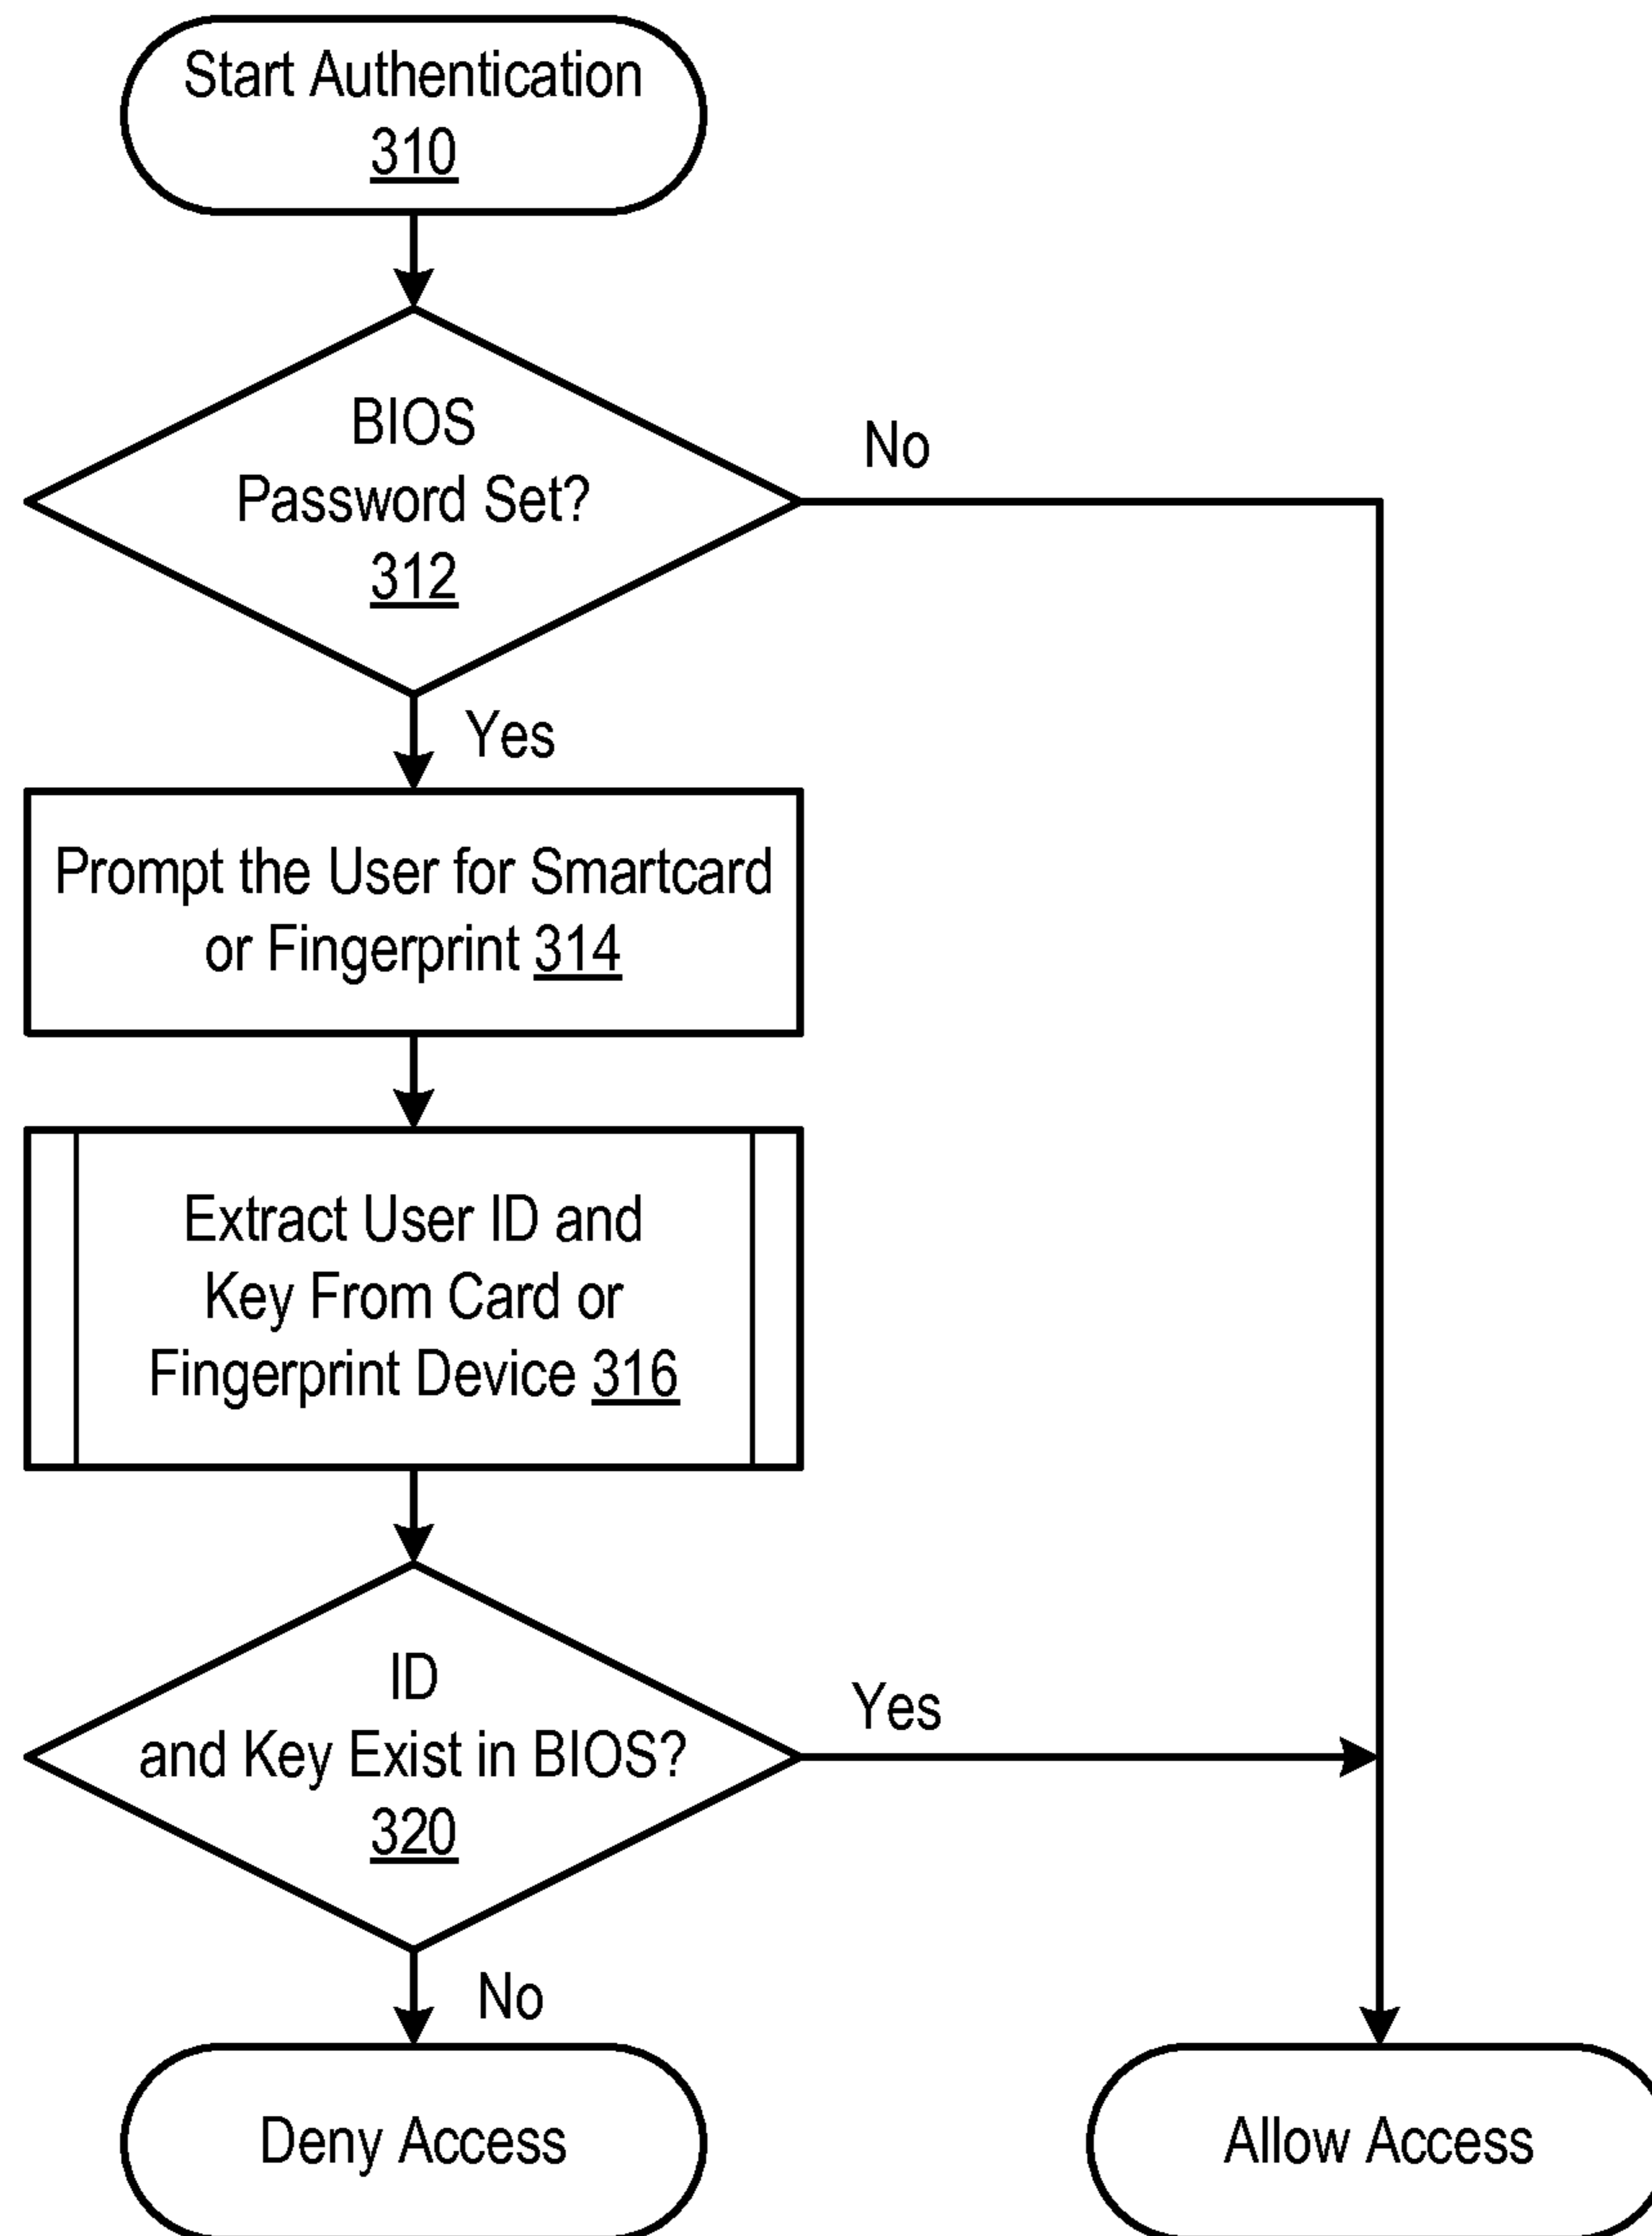 Start Authentication
310
BIOS
Password Set?
312
No
Yes
Prompt the User for Smartcard
or Fingerprint 314
Extract User ID and
Key From Card or
Fingerprint Device 316
ID
and Key Exist in BIOS?
320
Yes
No
Deny Access
Allow Access